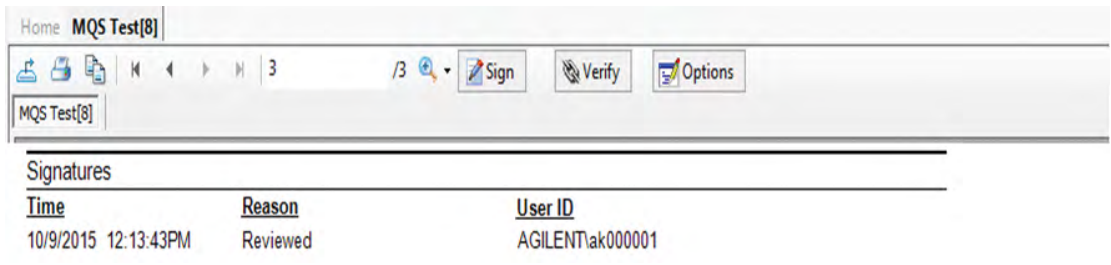 Home MQS Test[8]
3 /3 Sign Verify Options
MQS Test[8]
Signatures
Time Reason User ID
10/9/2015 12:13:43PM Reviewed AGILENT\ak000001